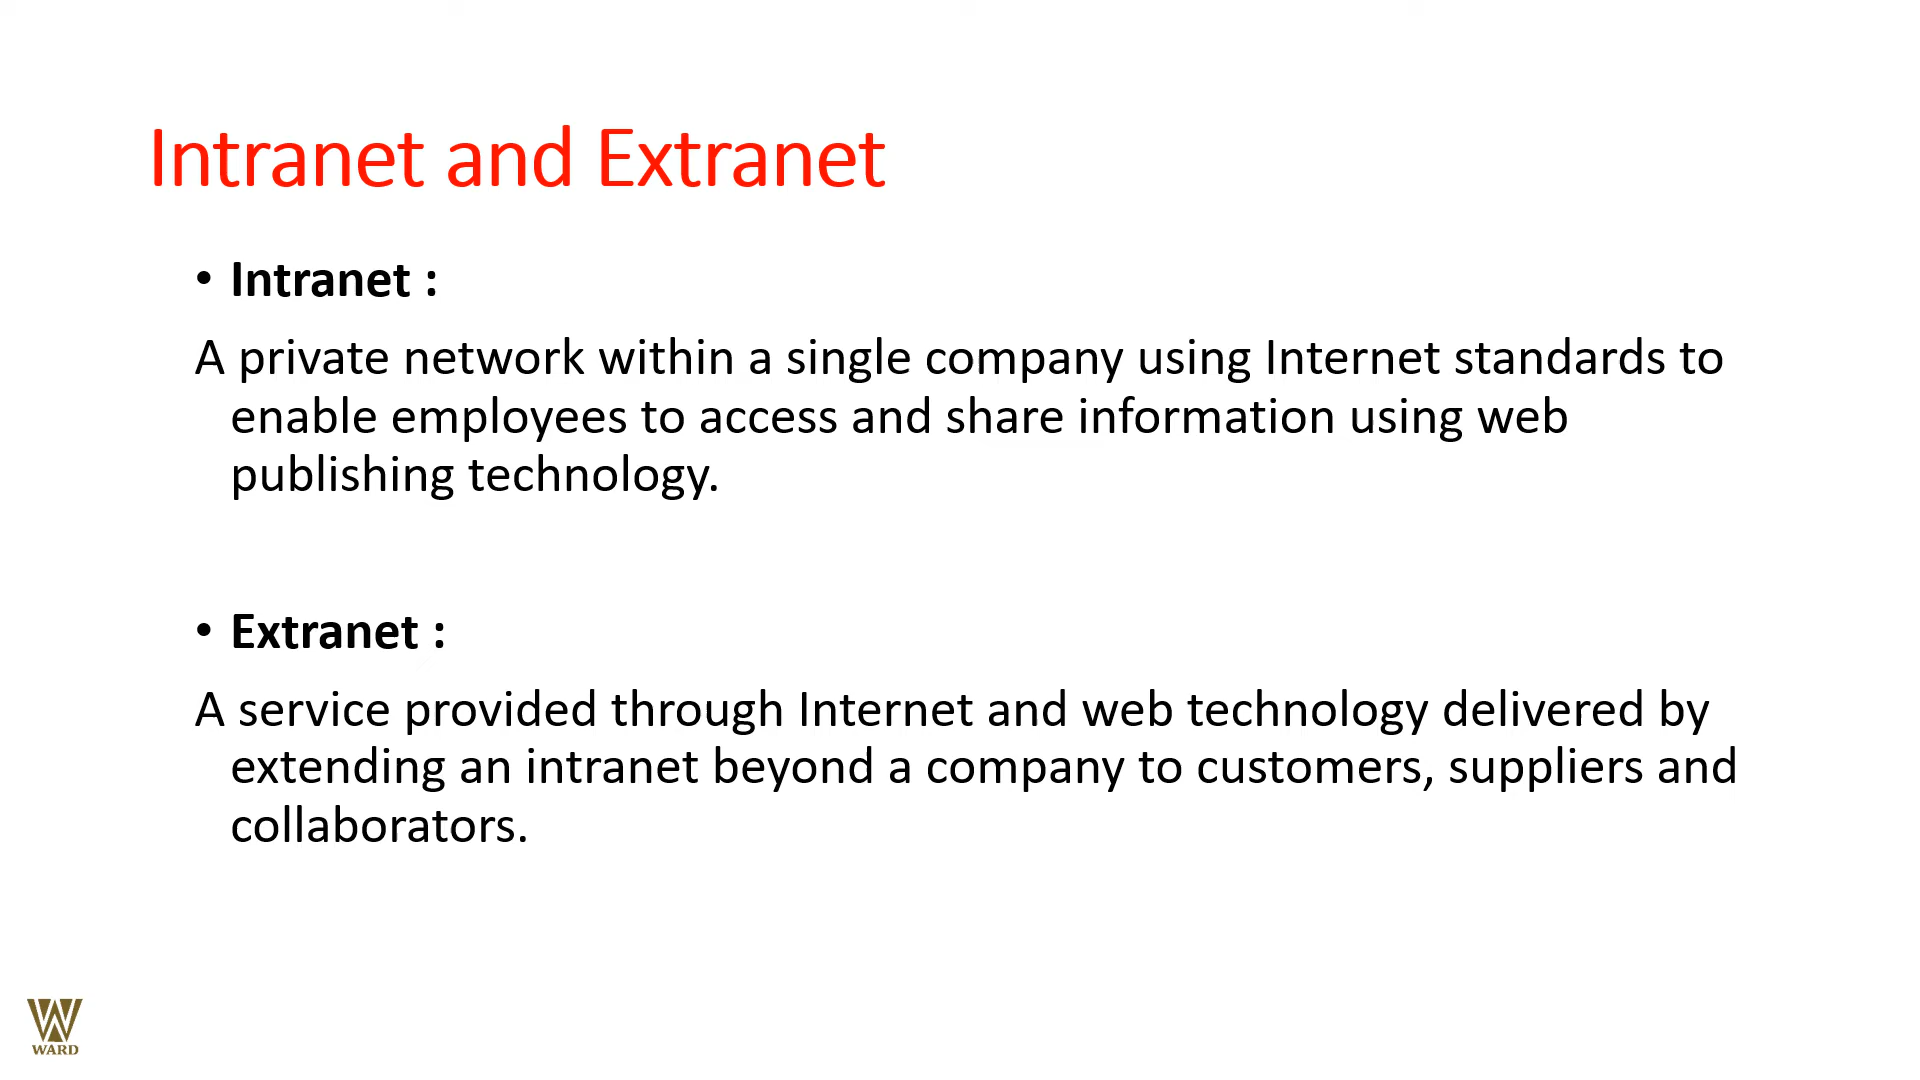 Intranet and Extranet
• Intranet :
A private network within a single company using Internet standards to
enable employees to access and share information using web
publishing technology.
• Extranet :
A service provided through Internet and web technology delivered by
extending an intranet beyond a company to customers, suppliers and
collaborators.
WARD